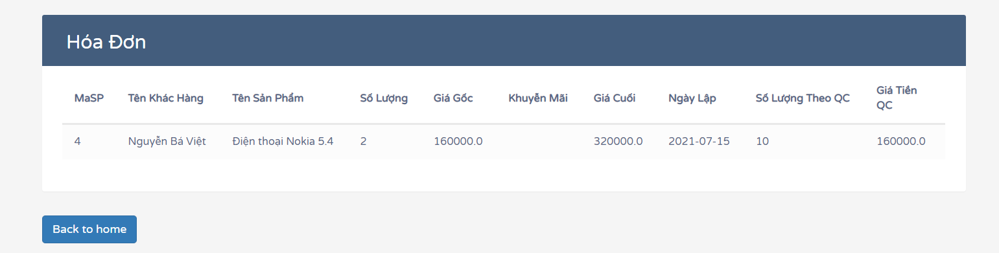 Hóa Đơn
MaSP Tên Khác Hàng Tên Sản Phẩm Số Lượng Giá Gốc Khuyễn Mãi Giá Cuối Ngày Lập Số Lượng Theo QC Giá Tiền
QC
4 Nguyễn Bá Việt Điện thoại Nokia 5.4 2 160000.0 320000.0 2021-07-15 10 160000.0
Back to home